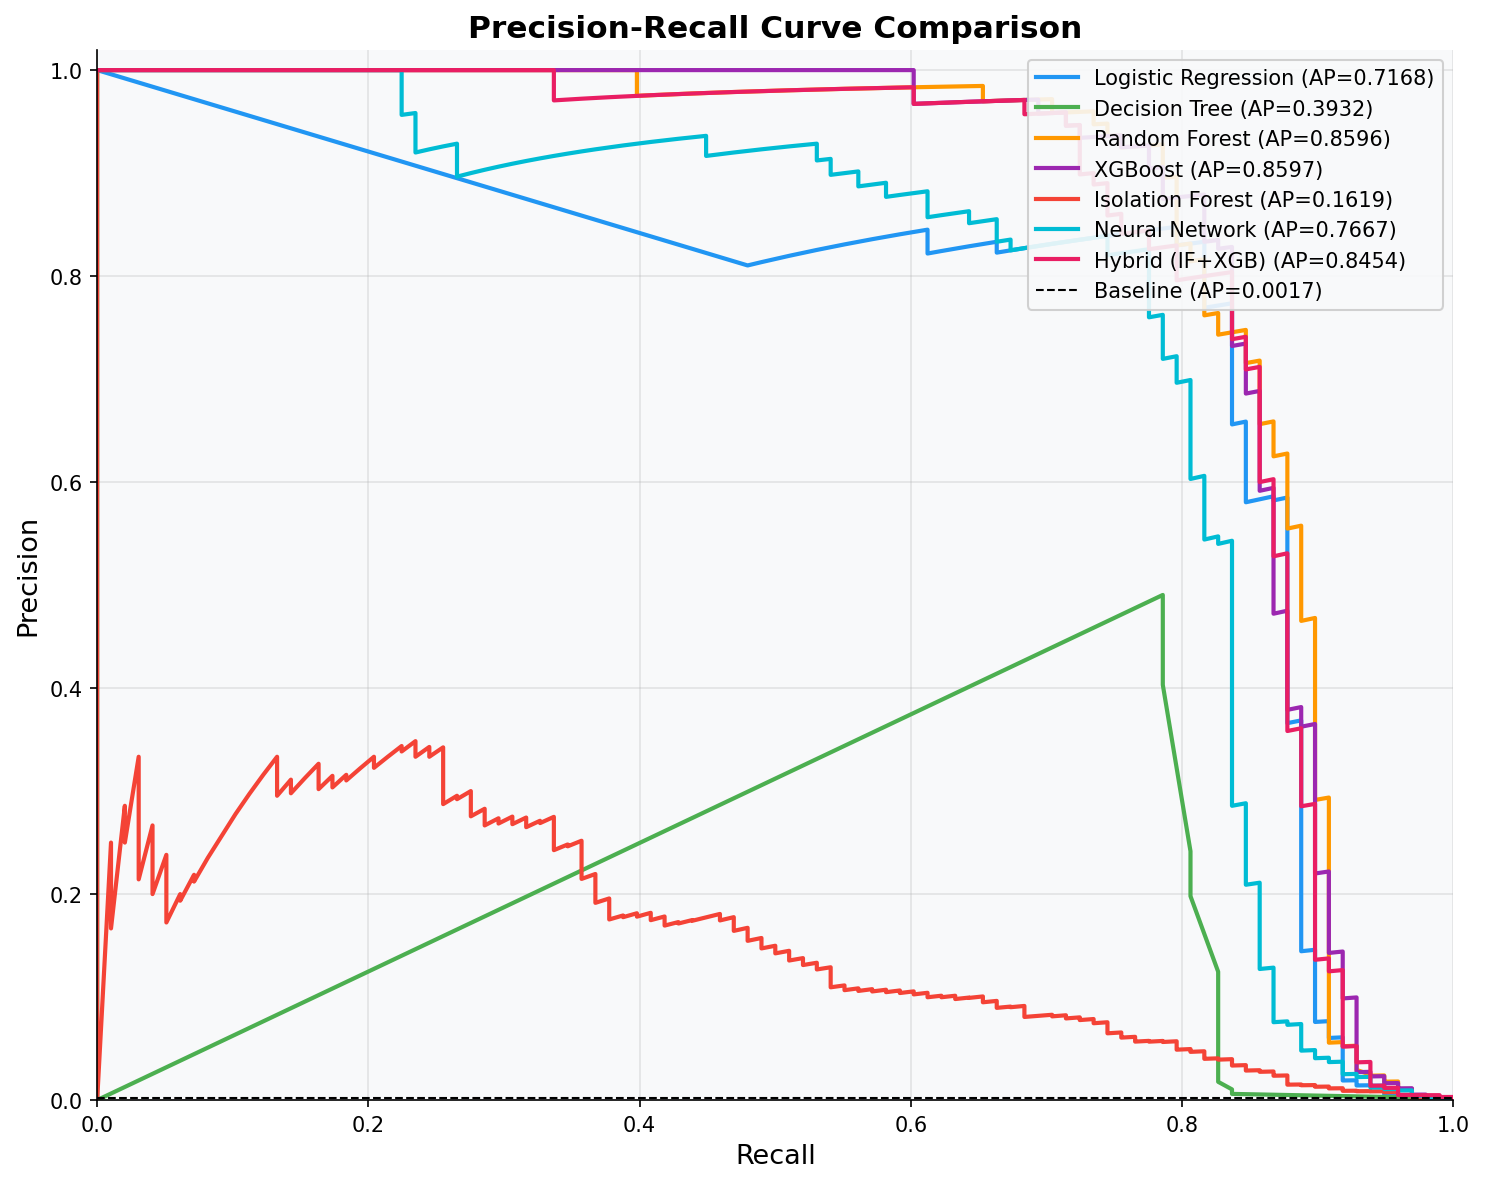 Precision-Recall Curve Comparison
1.0
0.8
0.6
0.4
0.2
0.0
Precision
Logistic Regression (AP=0.7168)
Decision Tree (AP=0.3932)
Random Forest (AP=0.8596)
XGBoost (AP=0.8597)
Isolation Forest (AP=0.1619)
Neural Network (AP=0.7667)
Hybrid (IF+XGB) (AP=0.8454)
Baseline (AP=0.0017)
0.0 0.2 0.4 0.6 0.8 1.0
Recall